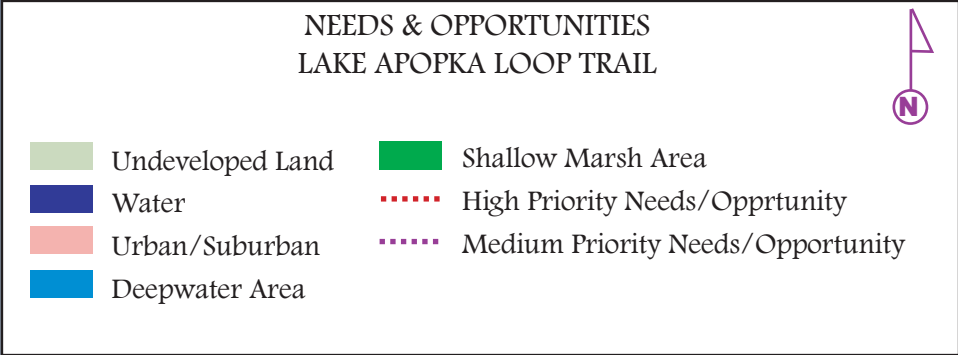 NEEDS & OPPORTUNITIES
LAKE APOPKA LOOP TRAIL
N
Undeveloped Land
Water
Urban/Suburban
Deepwater Area
Shallow Marsh Area
High Priority Needs/Opprtunity
Medium Priority Needs/Opportunity